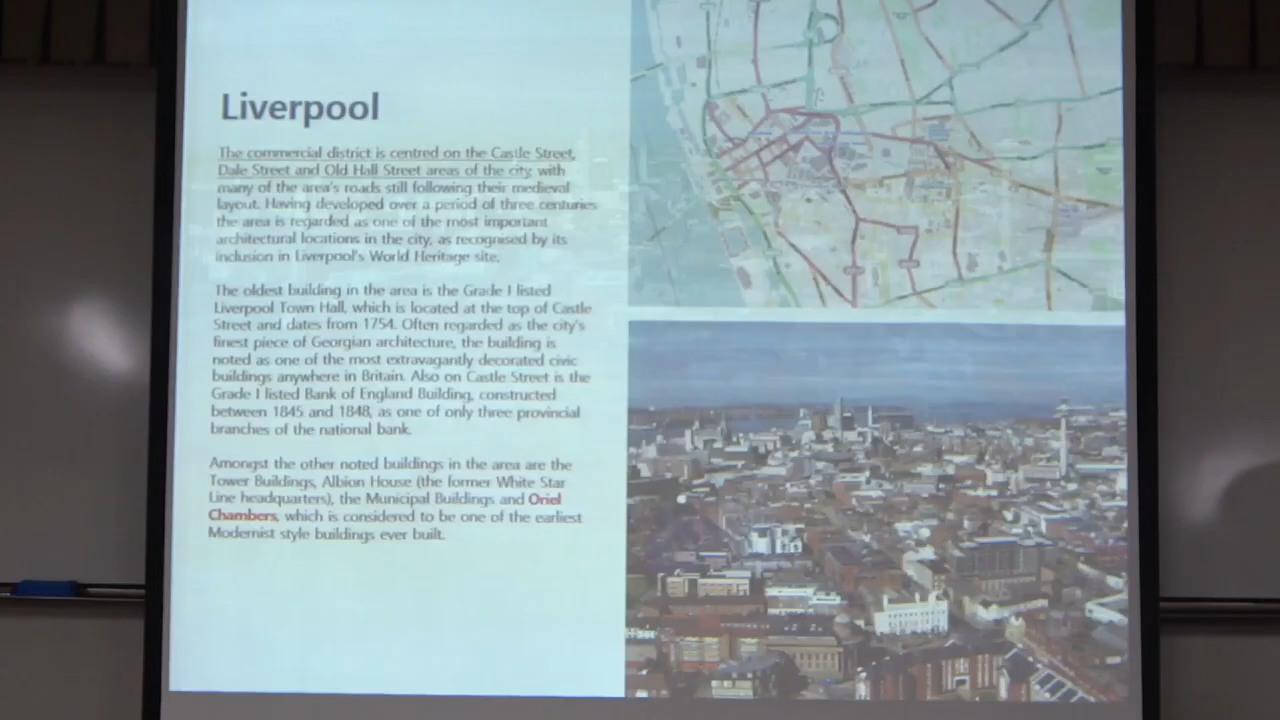 Liverpool
The commercial district is centred on the Castle Street,
Dale Street and Old Hall Street areas of the city, with
many of the area's roads still following their medieval
layout. Having developed over a period of three centuries
the area is regarded as one of the most important
architectural locations in the city, as recognised by its
inclusion in Liverpool's World Heritage site.
The oldest building in the area is the Grade I listed
Liverpool Town Hall, which is located at the top of Castle
Street and dates from 1754. Often regarded as the city's
finest piece of Georgian architecture, the building is
noted as one of the most extravagantly decorated civic
buildings anywhere in Britain. Also on Castle Street is the
Grade I listed Bank of England Building, constructed
between 1845 and 1848, as one of only three provincial
branches of the national bank.
Amongst the other noted buildings in the area are the
Tower Buildings, Albion House (the former White Star
Line headquarters), the Municipal Buildings and Oriel
Chambers, which is considered to be one of the earliest
Modernist style buildings ever built.